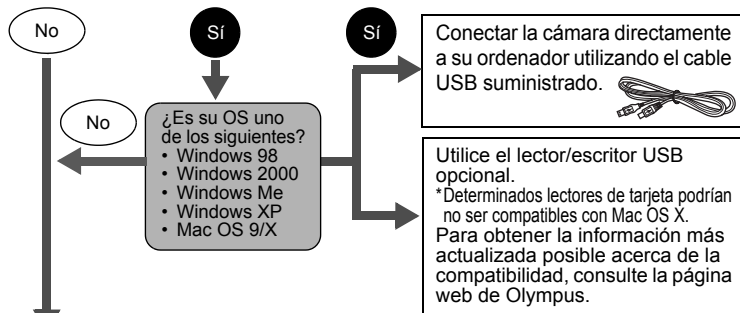 No
Sí
Sí
Conectar la cámara directamente
a su ordenador utilizando el cable
USB suministrado.
No
¿Es su OS uno
de los siguientes?
• Windows 98
• Windows 2000
• Windows Me
• Windows XP
• Mac OS 9/X
Utilice el lector/escritor USB
opcional.
*Determinados lectores de tarjeta podrían
no ser compatibles con Mac OS X.
Para obtener la información más
actualizada posible acerca de la
compatibilidad, consulte la página
web de Olympus.